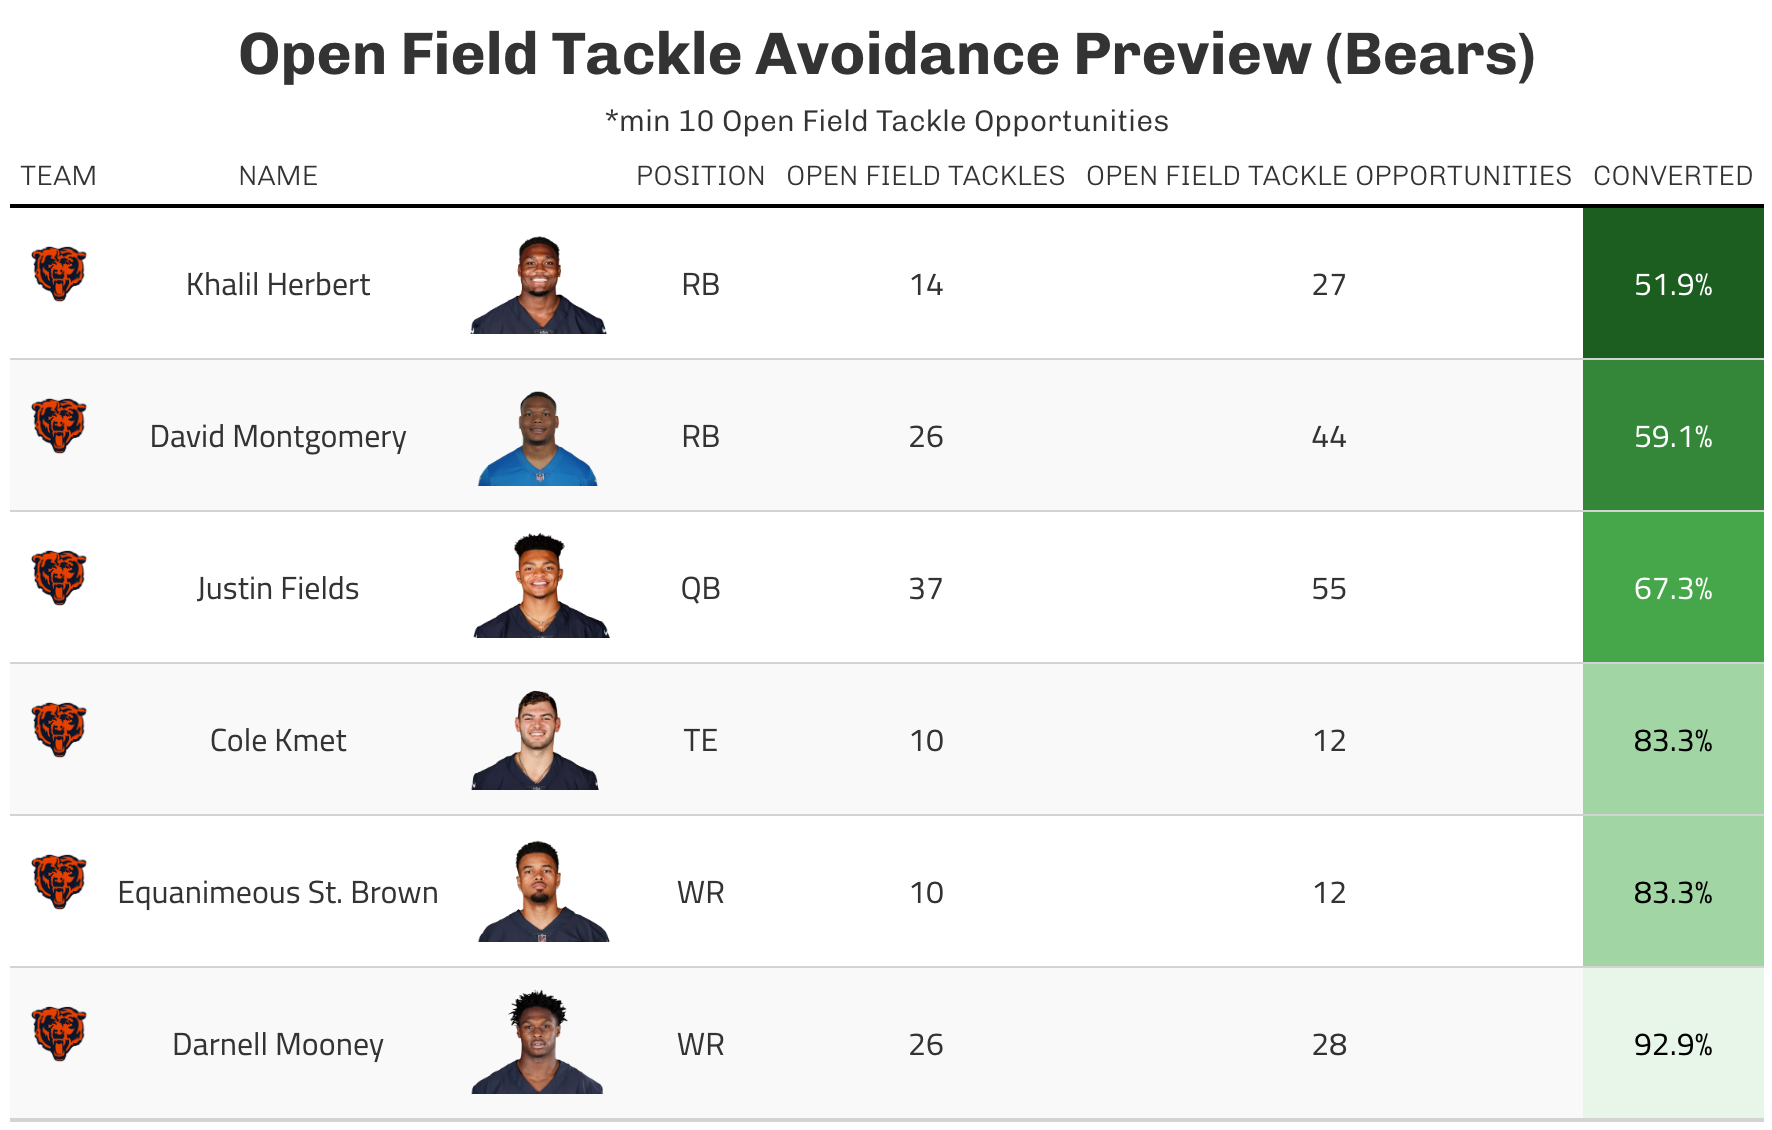 Open Field Tackle Avoidance Preview (Bears)
*min 10 Open Field Tackle Opportunities
TEAM NAME POSITION OPEN FIELD TACKLES OPEN FIELD TACKLE OPPORTUNITIES CONVERTED
Khalil Herbert RB 14 27 51.9%
David Montgomery RB 26 44 59.1%
Justin Fields QB 37 55 67.3%
Cole Kmet TE 10 12 83.3%
Equanimeous St. Brown WR 10 12 83.3%
Darnell Mooney WR 26 28 92.9%